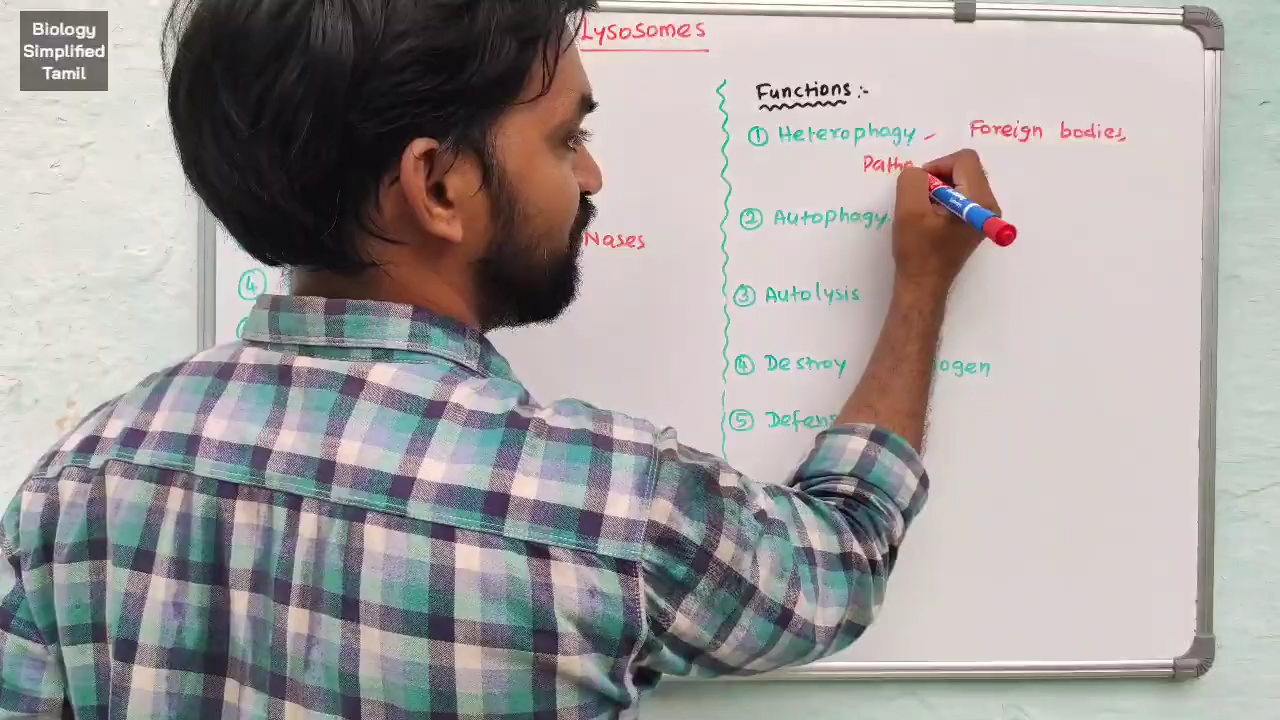 Biology
Simplified
Tamil
Lysosomes
Nases
④
Functions :-
① Heterophagy - Foreign bodies,
Patho
② Autophagy
③ Autolysis
④ Destroy ogen
⑤ Defens